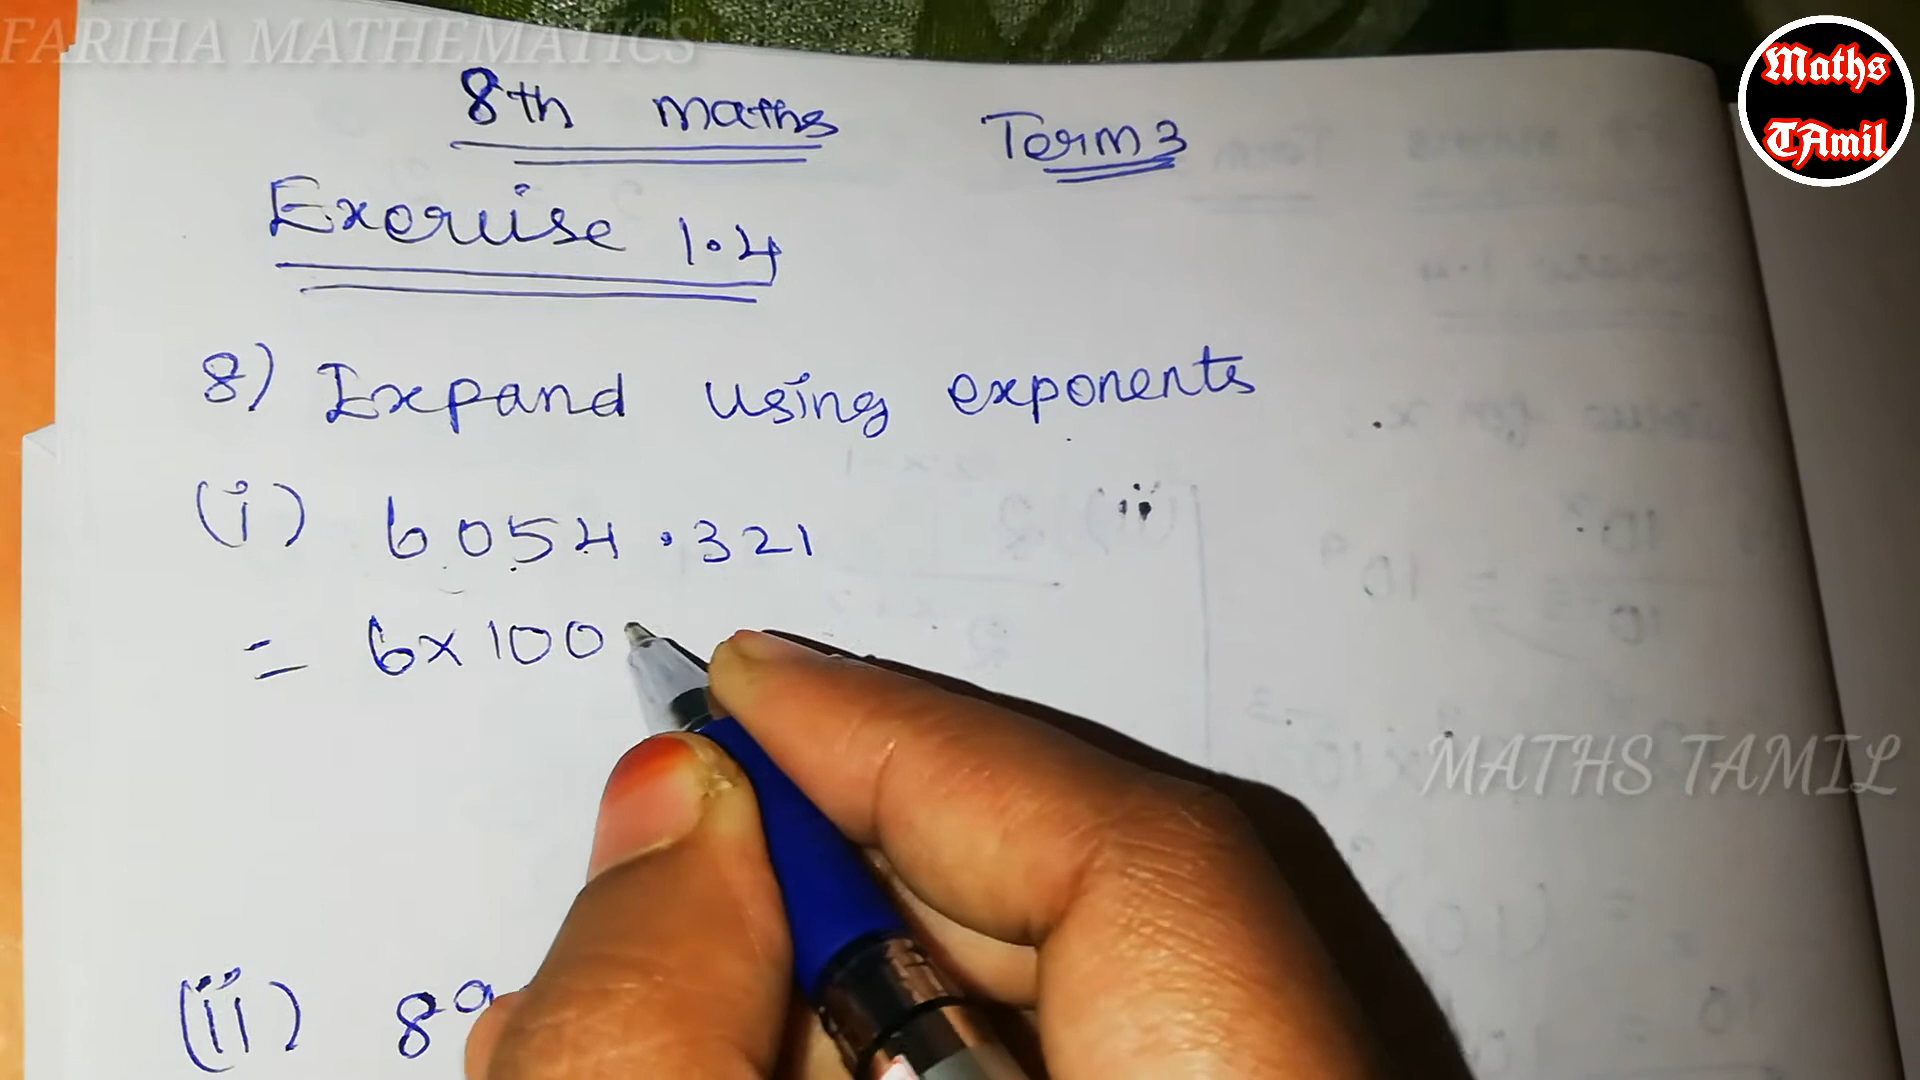 FARIHA MATHEMATICS
Maths
TAmil
8th maths Term 3
Exercise 1.4
8) Expand using exponents
(i) 6054.321
= 6x100
MATHS TAMIL
(ii) 89